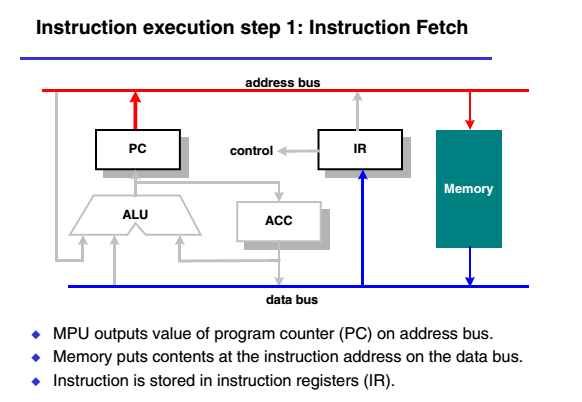 Instruction execution step 1: Instruction Fetch
address bus
PC
control
IR
Memory
ALU
ACC
data bus
MPU outputs value of program counter (PC) on address bus.
Memory puts contents at the instruction address on the data bus.
Instruction is stored in instruction registers (IR).